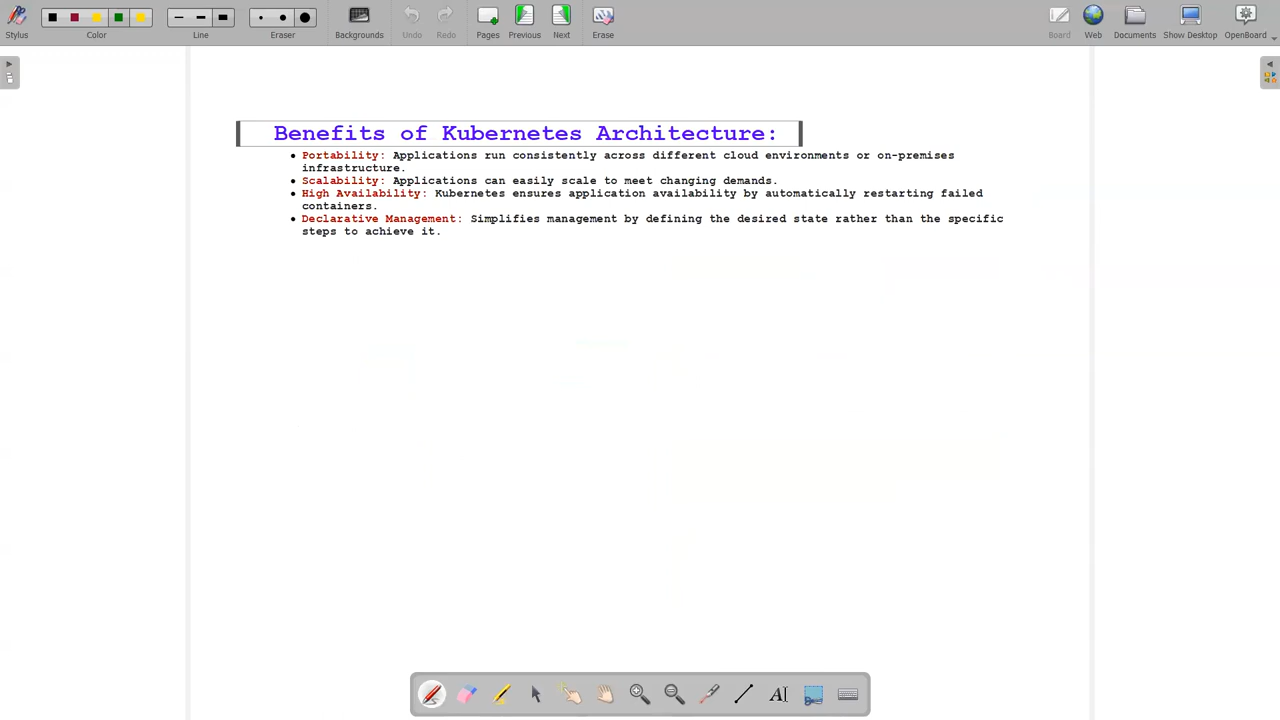 Stylus
Color
Line
Eraser
Backgrounds
Undo
Redo
Pages
Previous
Next
Erase
Board
Web
Documents
Show Desktop
OpenBoard
Benefits of Kubernetes Architecture:
• Portability: Applications run consistently across different cloud environments or on-premises
infrastructure.
• Scalability: Applications can easily scale to meet changing demands.
• High Availability: Kubernetes ensures application availability by automatically restarting failed
containers.
• Declarative Management: Simplifies management by defining the desired state rather than the specific
steps to achieve it.